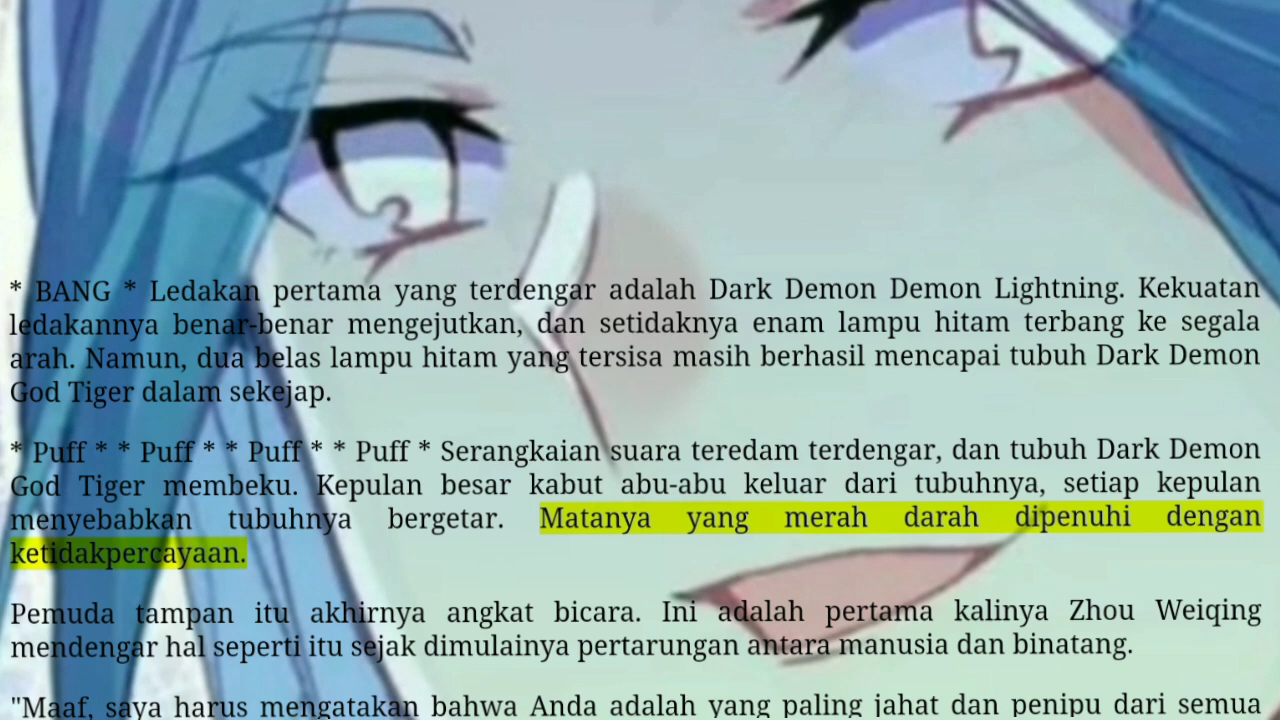 * BANG * Ledakan pertama yang terdengar adalah Dark Demon Demon Lightning. Kekuatan
ledakannya benar-benar mengejutkan, dan setidaknya enam lampu hitam terbang ke segala
arah. Namun, dua belas lampu hitam yang tersisa masih berhasil mencapai tubuh Dark Demon
God Tiger dalam sekejap.
* Puff * * Puff * * Puff * * Puff * Serangkaian suara teredam terdengar, dan tubuh Dark Demon
God Tiger membeku. Kepulan besar kabut abu-abu keluar dari tubuhnya, setiap kepulan
menyebabkan tubuhnya bergetar. Matanya yang merah darah dipenuhi dengan
ketidakpercayaan.
Pemuda tampan itu akhirnya angkat bicara. Ini adalah pertama kalinya Zhou Weiqing
mendengar hal seperti itu sejak dimulainya pertarungan antara manusia dan binatang.
"Maaf, saya harus mengatakan bahwa Anda adalah yang paling jahat dan penipu dari semua